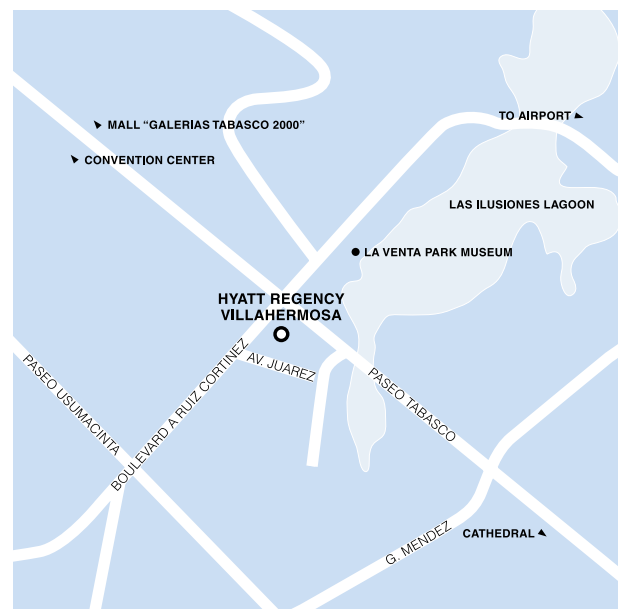 TO AIRPORT
MALL “GALERIAS TABASCO 2000”
CONVENTION CENTER
LAS ILUSIONES LAGOON
LA VENTA PARK MUSEUM
HYATT REGENCY
VILLAHERMOSA
AV. JUAREZ
PASEO USUMACINTA
BOULEVARD A RUIZ CORTINEZ
PASEO TABASCO
G. MENDEZ
CATHEDRAL